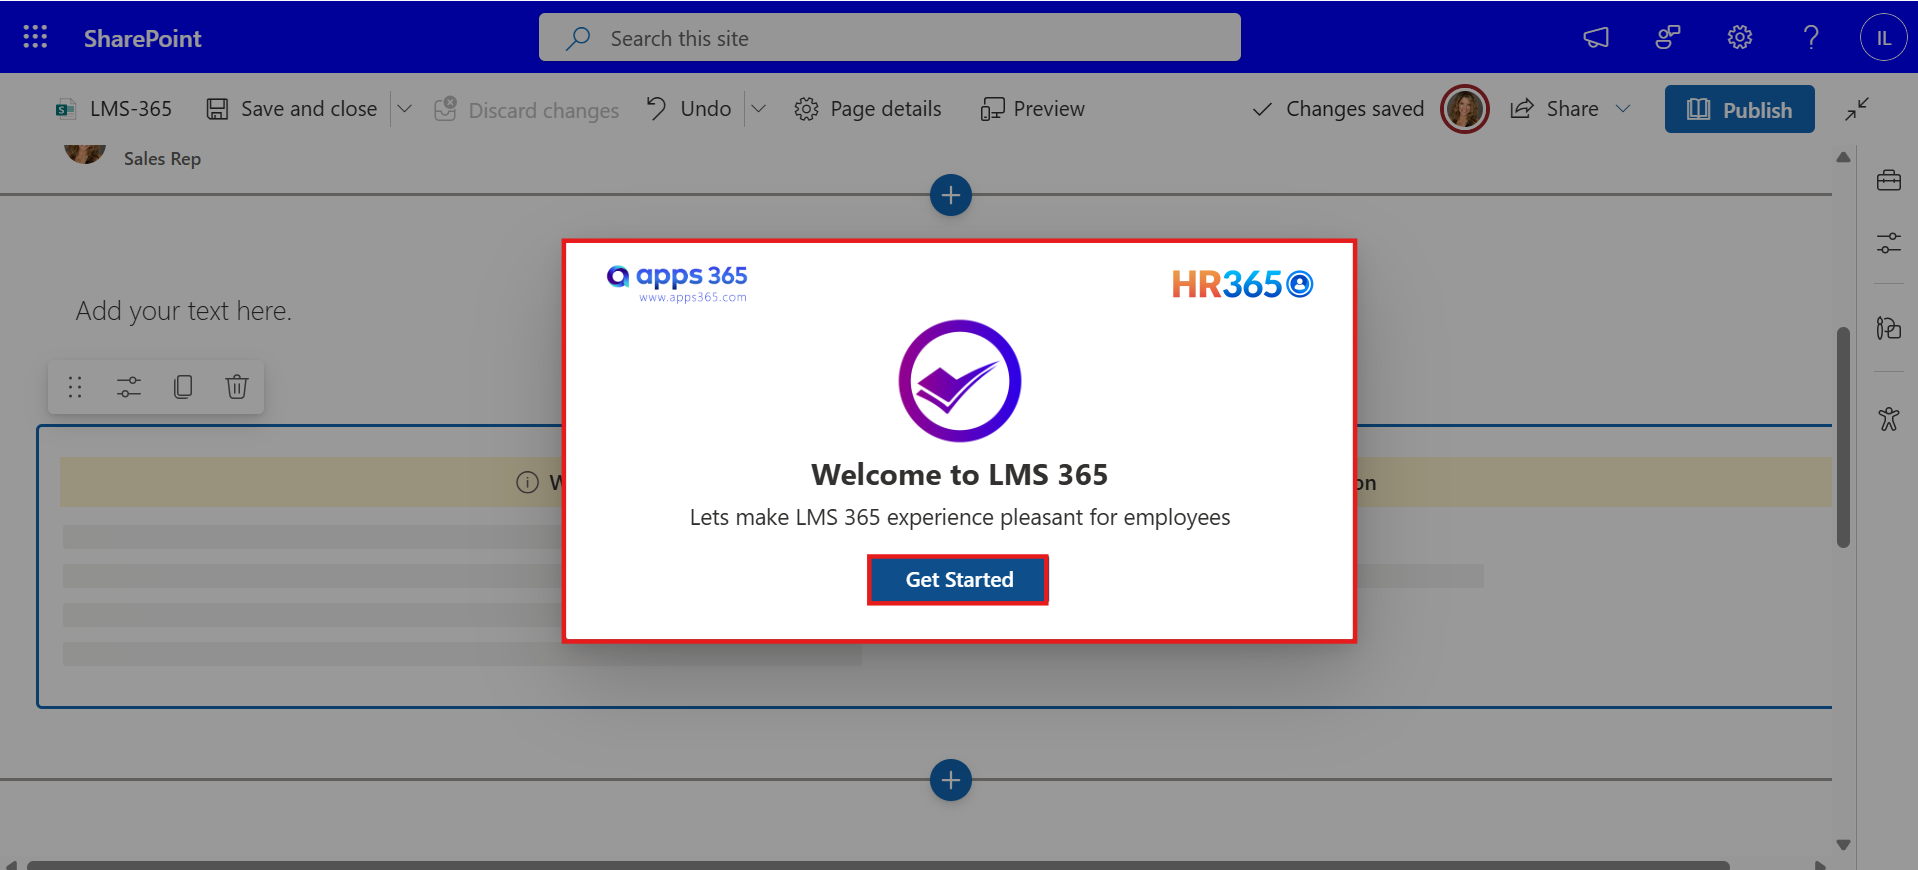 SharePoint
Search this site
IL
LMS-365
Save and close
Discard changes
Undo
Page details
Preview
Changes saved
Share
Publish
Sales Rep
Add your text here.
apps 365
www.apps365.com
HR365
Welcome to LMS 365
Lets make LMS 365 experience pleasant for employees
Get Started